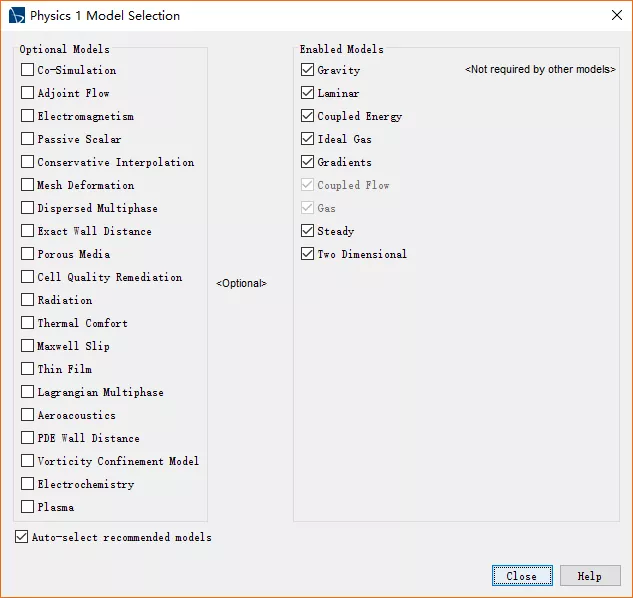 Physics 1 Model Selection
Optional Models
Co-Simulation
Adjoint Flow
Electromagnetism
Passive Scalar
Conservative Interpolation
Mesh Deformation
Dispersed Multiphase
Exact Wall Distance
Porous Media
Cell Quality Remediation
Radiation
Thermal Comfort
Maxwell Slip
Thin Film
Lagrangian Multiphase
Aeroacoustics
PDE Wall Distance
Vorticity Confinement Model
Electrochemistry
Plasma
<Optional>
Enabled Models
Gravity <Not required by other models>
Laminar
Coupled Energy
Ideal Gas
Gradients
Coupled Flow
Gas
Steady
Two Dimensional
Auto-select recommended models
Close Help